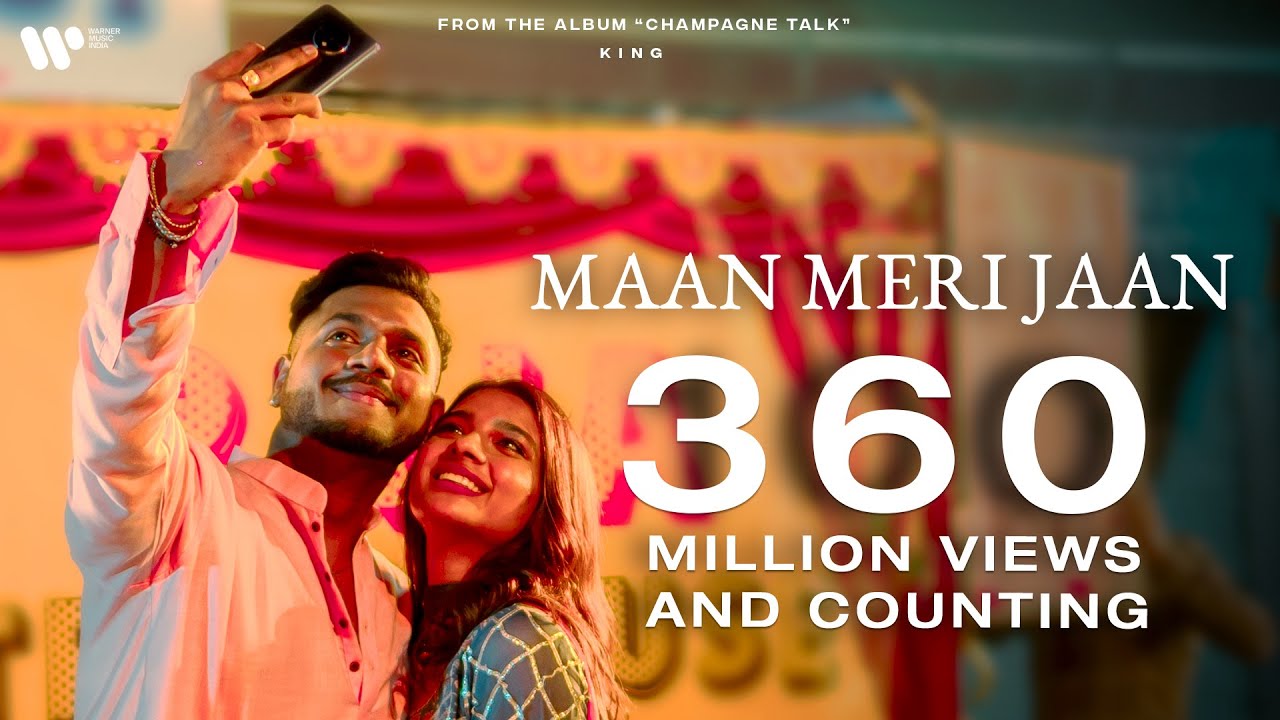 WARNER
MUSIC
INDIA
FROM THE ALBUM “CHAMPAGNE TALK”
KING
MAAN MERI JAAN
360
MILLION VIEWS
AND COUNTING